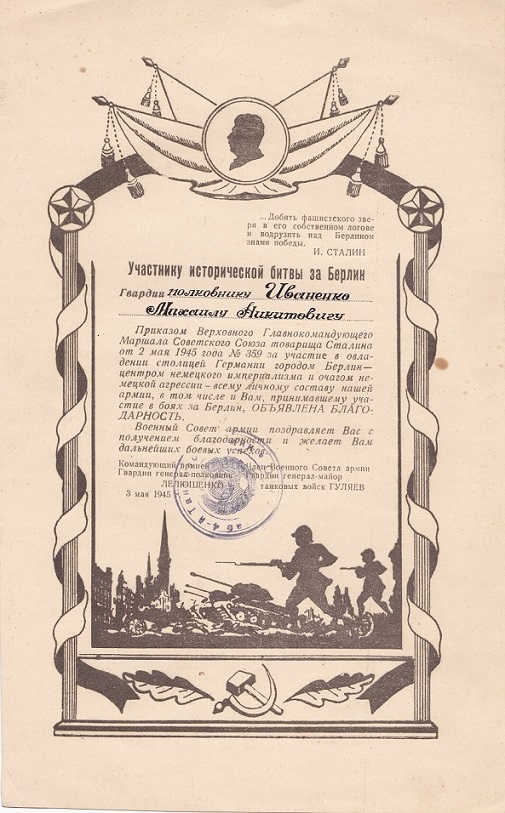 ...Добить фашистского зве-
ря в его собственном логове
и водрузить над Берлином
знамя победы.
И. СТАЛИН
Участнику исторической битвы за Берлин
Гвардии полковнику Иваненко
Михаилу Никитовичу
Приказом Верховного Главнокомандующего
Маршала Советского Союза товарища Сталина
от 2 мая 1945 года № 359 за участие в овла-
дении столицей Германии городом Берлин—
центром немецкого империализма и очагом не-
мецкой агрессии - всему личному составу нашей
армии, в том числе и Вам, принимавшему уча-
стие в боях за Берлин, ОБЪЯВЛЕНА БЛАГО-
ДАРНОСТЬ.
Военный Совет армии поздравляет Вас с
получением благодарности и желает Вам
дальнейших боевых успехов.
Командующий армией Член Военного Совета армии
Гвардии генерал-полковник Гвардии генерал-майор
ЛЕЛЮШЕНКО танковых войск ГУЛЯЕВ
3 мая 1945